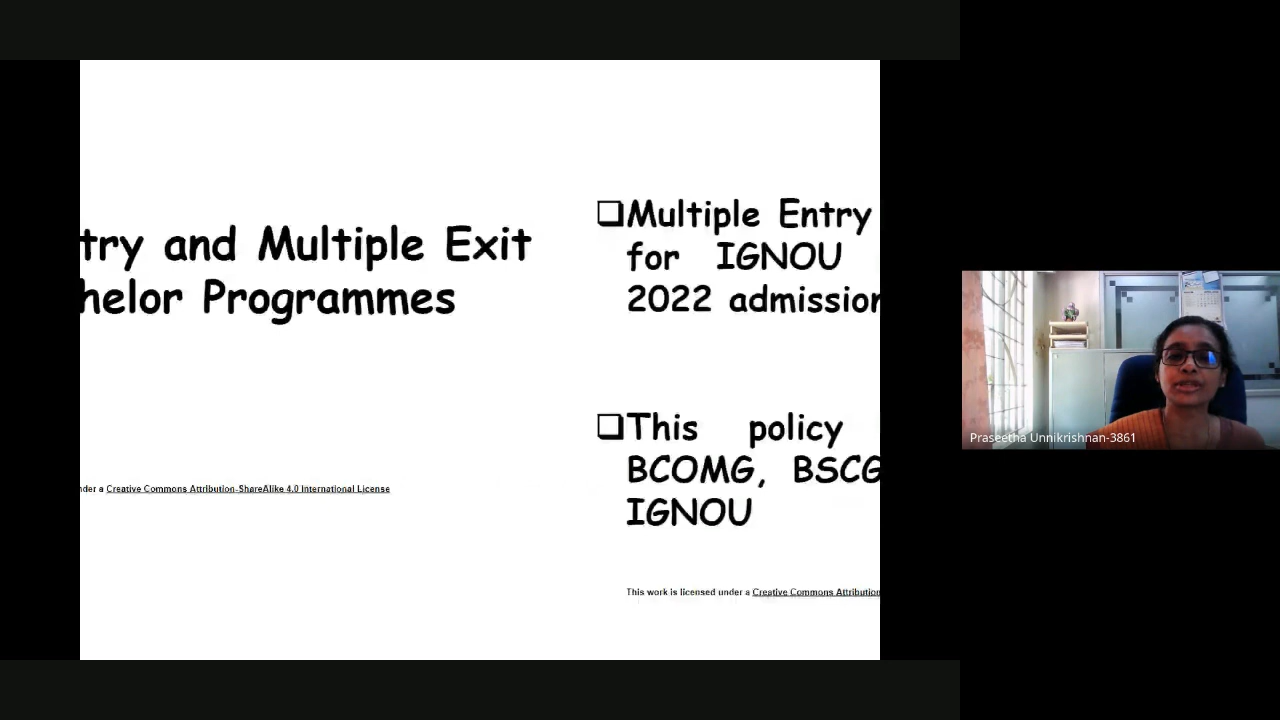 try and Multiple Exit
helor Programmes
nder a Creative Commons Attribution-ShareAlike 4.0 International License
❑Multiple Entry
for IGNOU
2022 admission
❑This policy
BCOMG, BSCG
IGNOU
This work is licensed under a Creative Commons Attribution
Praseetha Unnikrishnan-3861